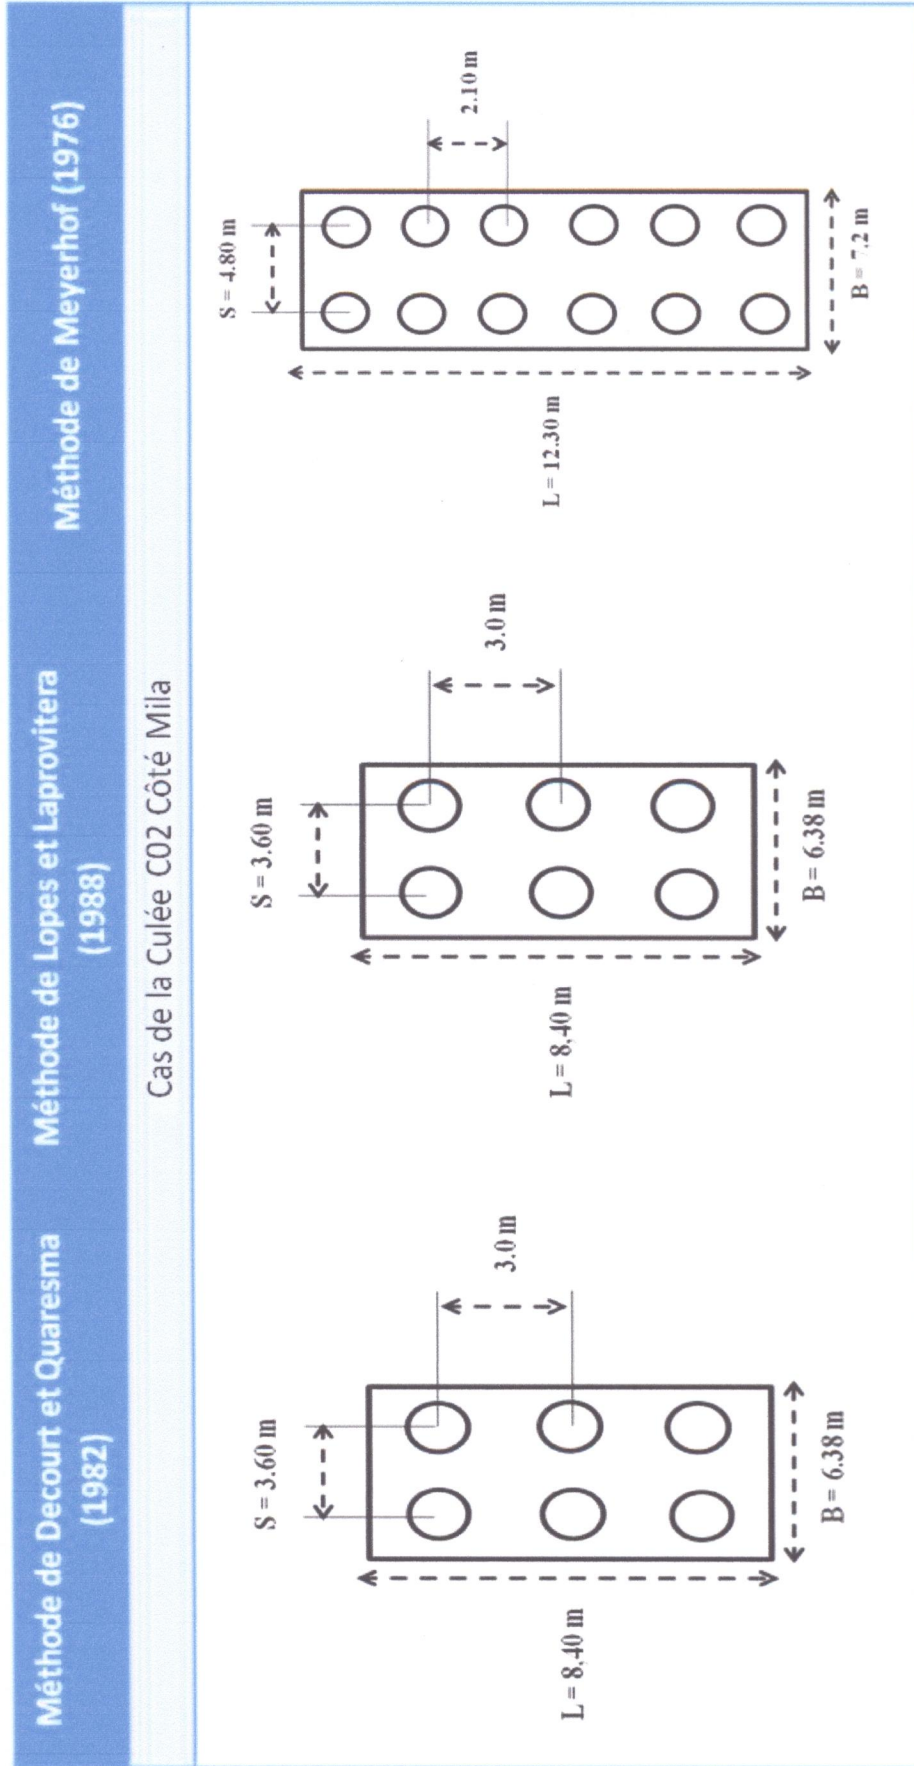 Méthode de Decourt et Quaresma
(1982)
Méthode de Lopes et Laprovitera
(1988)
Méthode de Meyerhof (1976)
Cas de la Culée C02 Côté Mila
S = 3.60 m
3.0 m
L = 8,40 m
B = 6.38 m
S = 3.60 m
3.0 m
L = 8,40 m
B = 6.38 m
S = 4.80 m
2.10 m
L = 12.30 m
B = 7,2 m